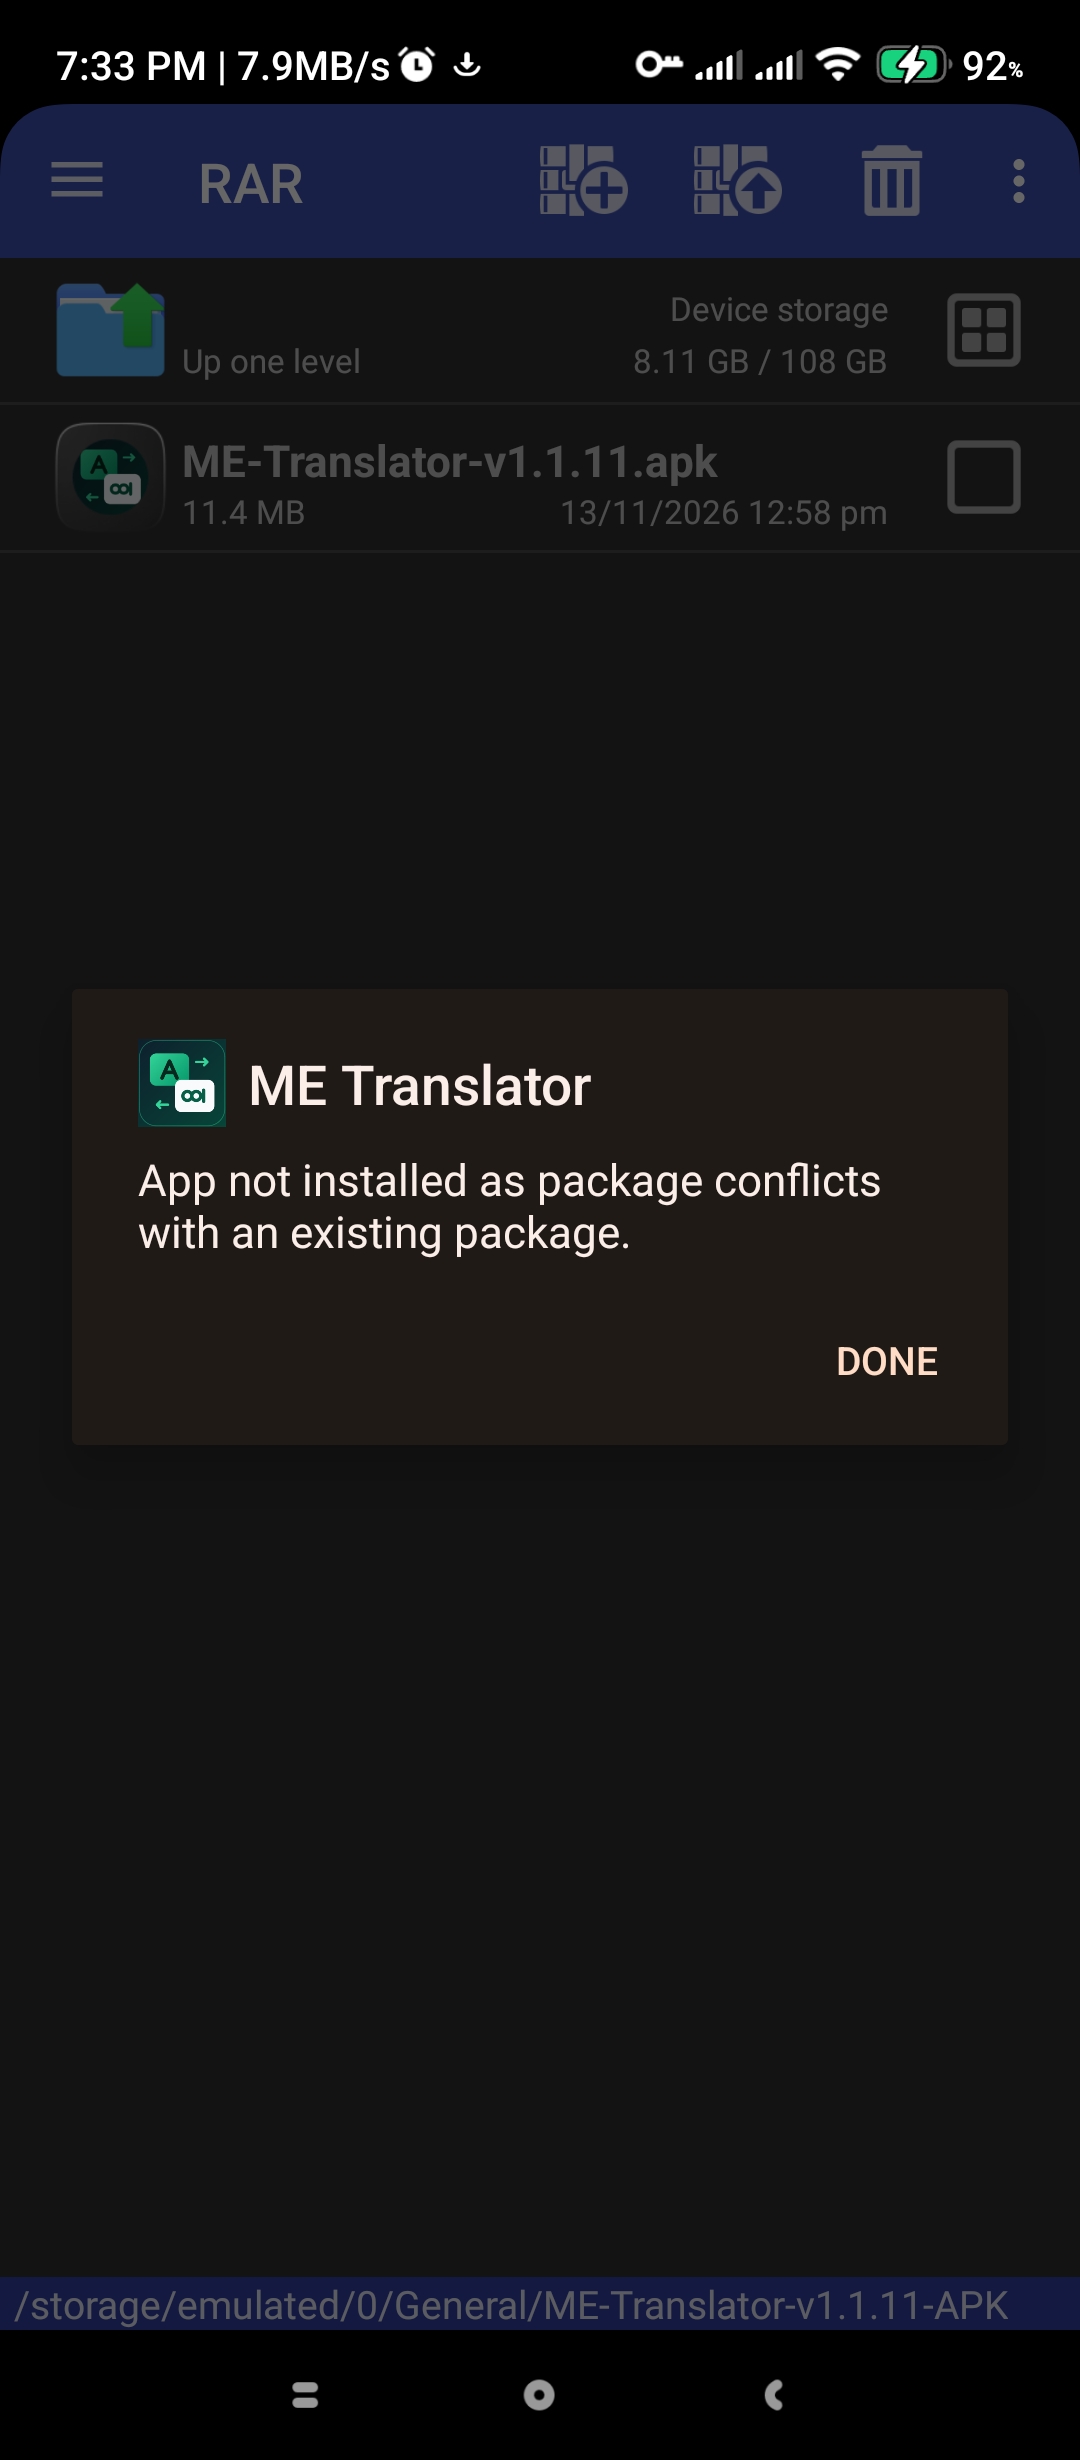 7:33 PM | 7.9MB/s
92%
RAR
Device storage
Up one level
8.11 GB / 108 GB
ME-Translator-v1.1.11.apk
11.4 MB
13/11/2026 12:58 pm
A
ထ
ME Translator
App not installed as package conflicts
with an existing package.
DONE
/storage/emulated/0/General/ME-Translator-v1.1.11-APK